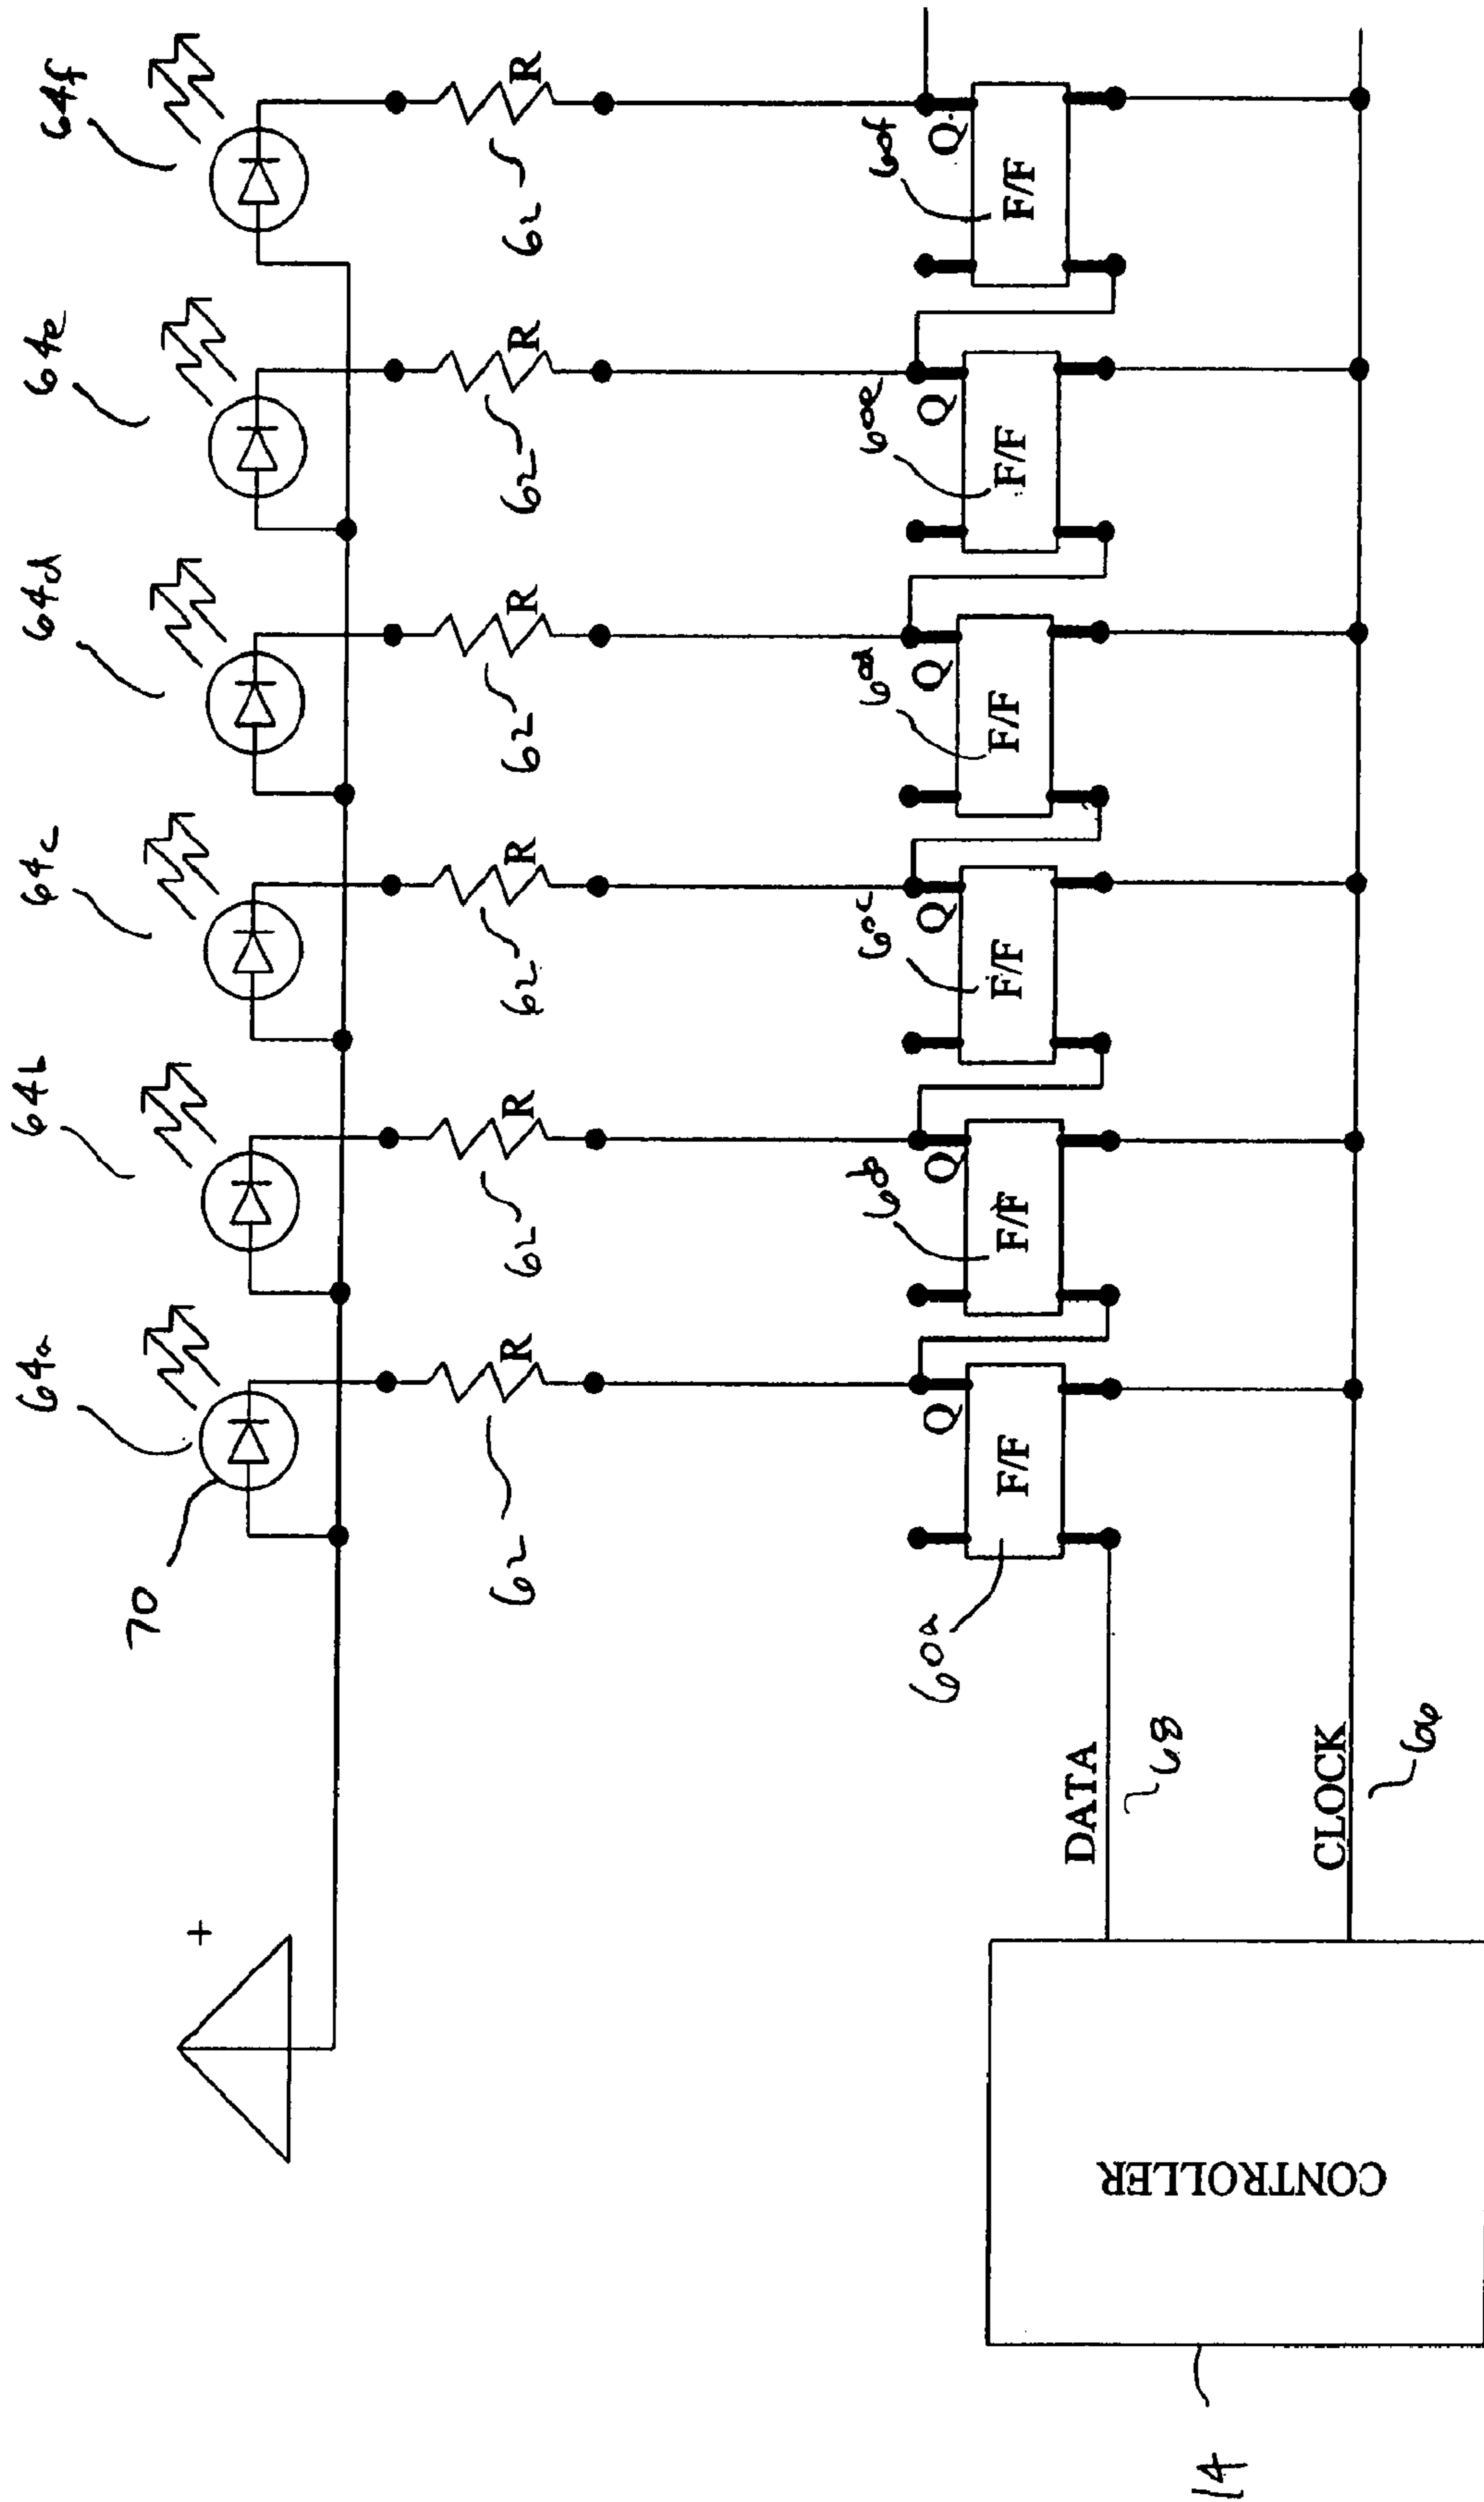 64a
64b
64c
64d
64e
64f
70
+
R
R
R
R
R
R
62
62
62
62
62
62
60a
60b
60c
60d
60e
60f
Q
Q
Q
Q
Q
Q
F/F
F/F
F/F
F/F
F/F
F/F
DATA
68
CLOCK
66
CONTROLLER
14